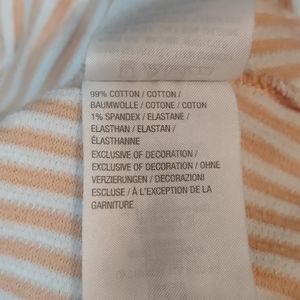 99% COTTON / COTTON /
BAUMWOLLE / COTONE / COTON
1% SPANDEX / ELASTANE /
ELASTHAN / ELASTAN /
ÉLASTHANNE
EXCLUSIVE OF DECORATION /
EXCLUSIVE OF DECORATION / OHNE
VERZIERUNGEN / DECORAZIONI
ESCLUSE / À L'EXCEPTION DE LA
GARNITURE